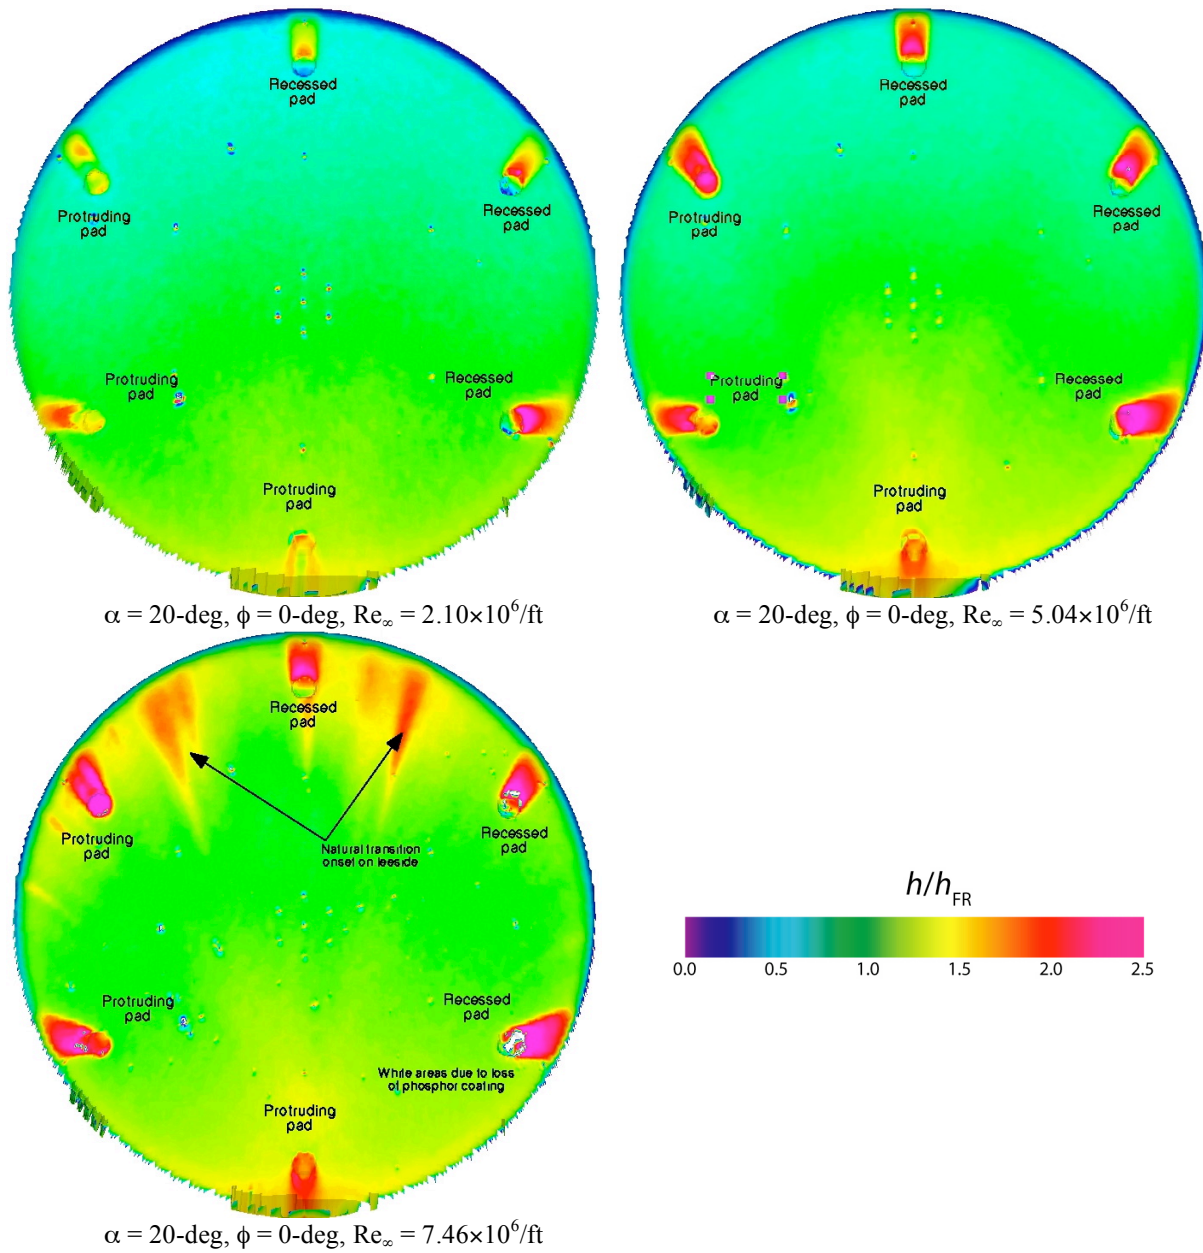 Recessed
pad
Protruding
pad
Recessed
pad
Protruding
pad
Recessed
pad
Protruding
pad
α = 20-deg, ϕ = 0-deg, Re∞ = 2.10×10⁶/ft
Recessed
pad
Protruding
pad
Recessed
pad
Protruding
pad
Recessed
pad
Protruding
pad
α = 20-deg, ϕ = 0-deg, Re∞ = 5.04×10⁶/ft
Recessed
pad
Natural transition
onset on leeside
Protruding
pad
Recessed
pad
Protruding
pad
Recessed
pad
White areas due to loss
of phosphor coating
Protruding
pad
α = 20-deg, ϕ = 0-deg, Re∞ = 7.46×10⁶/ft
h/hFR
0.0 0.5 1.0 1.5 2.0 2.5